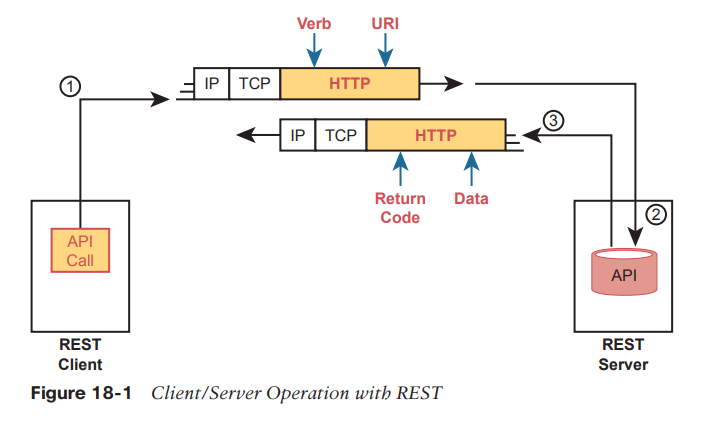 Verb URI
1
IP TCP HTTP
3
IP TCP HTTP
Return
Code
Data
2
API
Call
API
REST
Client
REST
Server
Figure 18-1 Client/Server Operation with REST